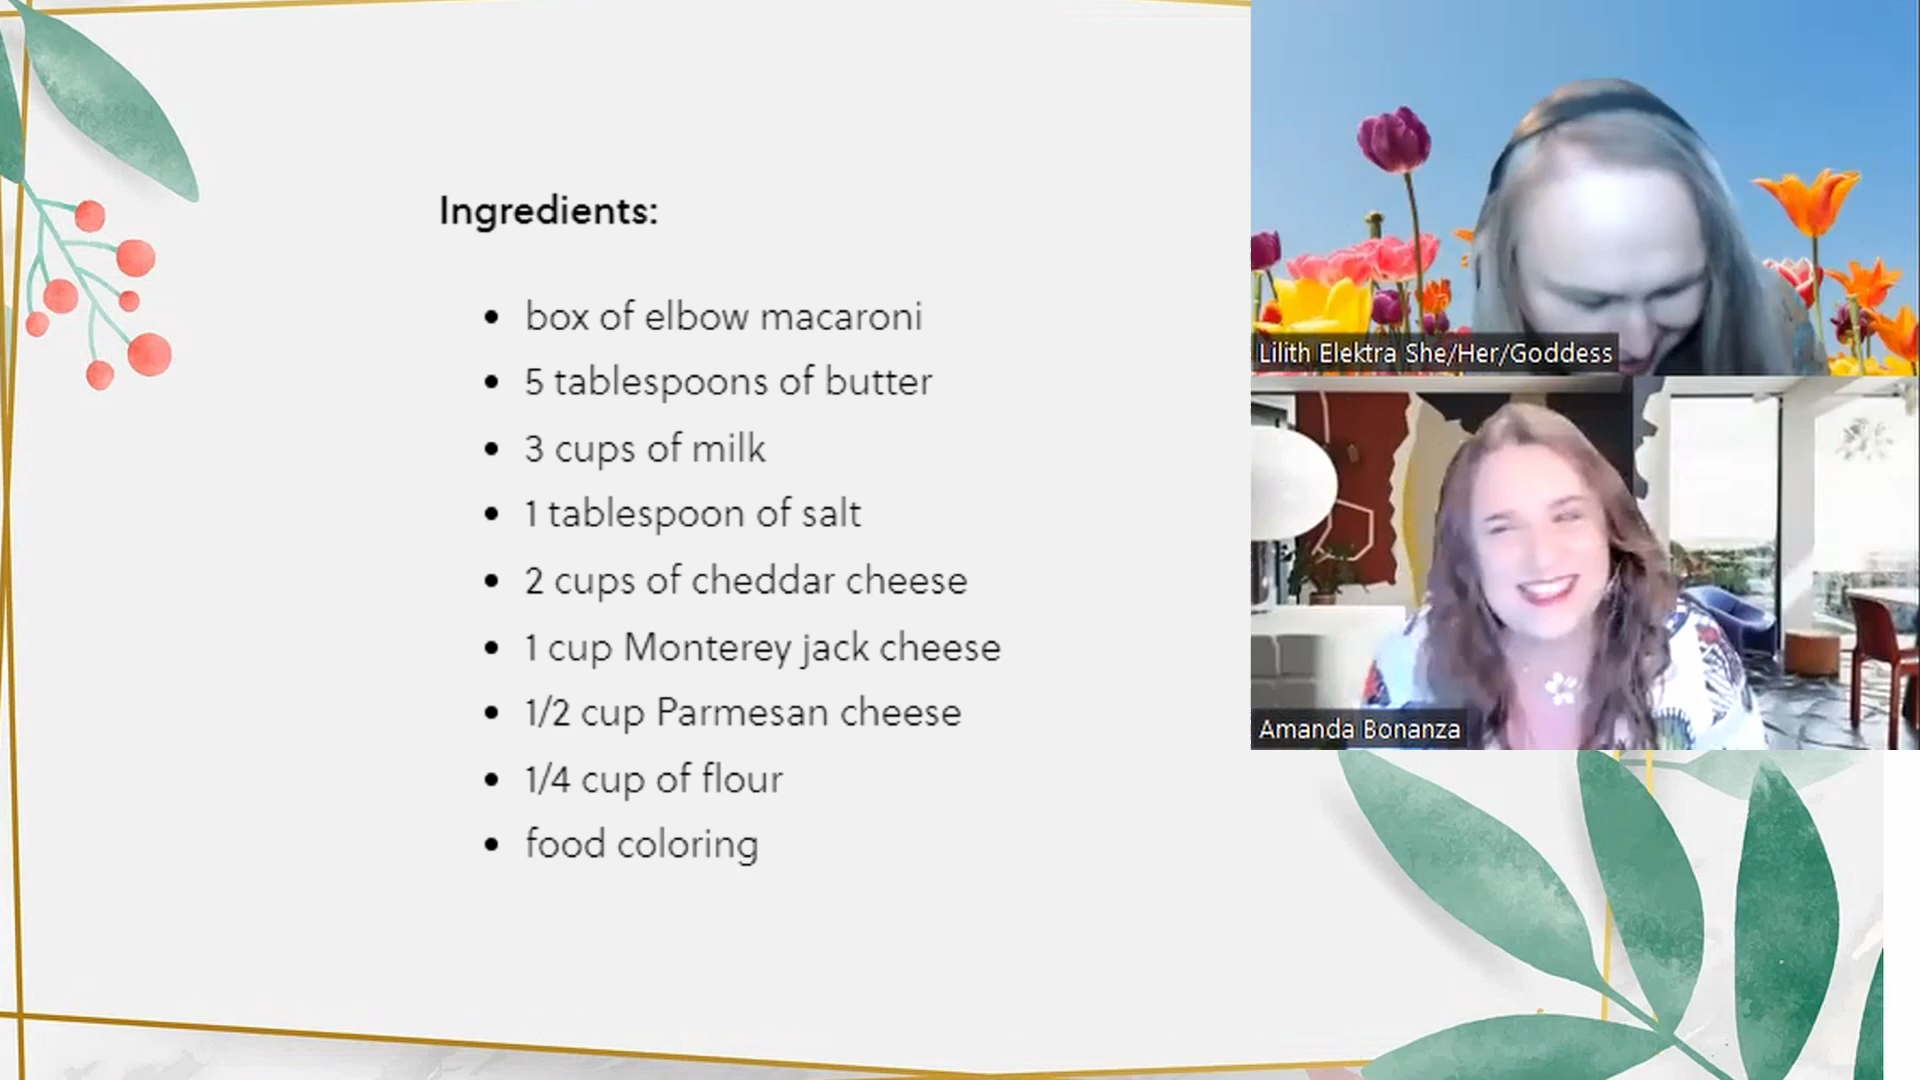 Ingredients:
box of elbow macaroni
5 tablespoons of butter
3 cups of milk
1 tablespoon of salt
2 cups of cheddar cheese
1 cup Monterey jack cheese
1/2 cup Parmesan cheese
1/4 cup of flour
food coloring
Lilith Elektra She/Her/Goddess
Amanda Bonanza